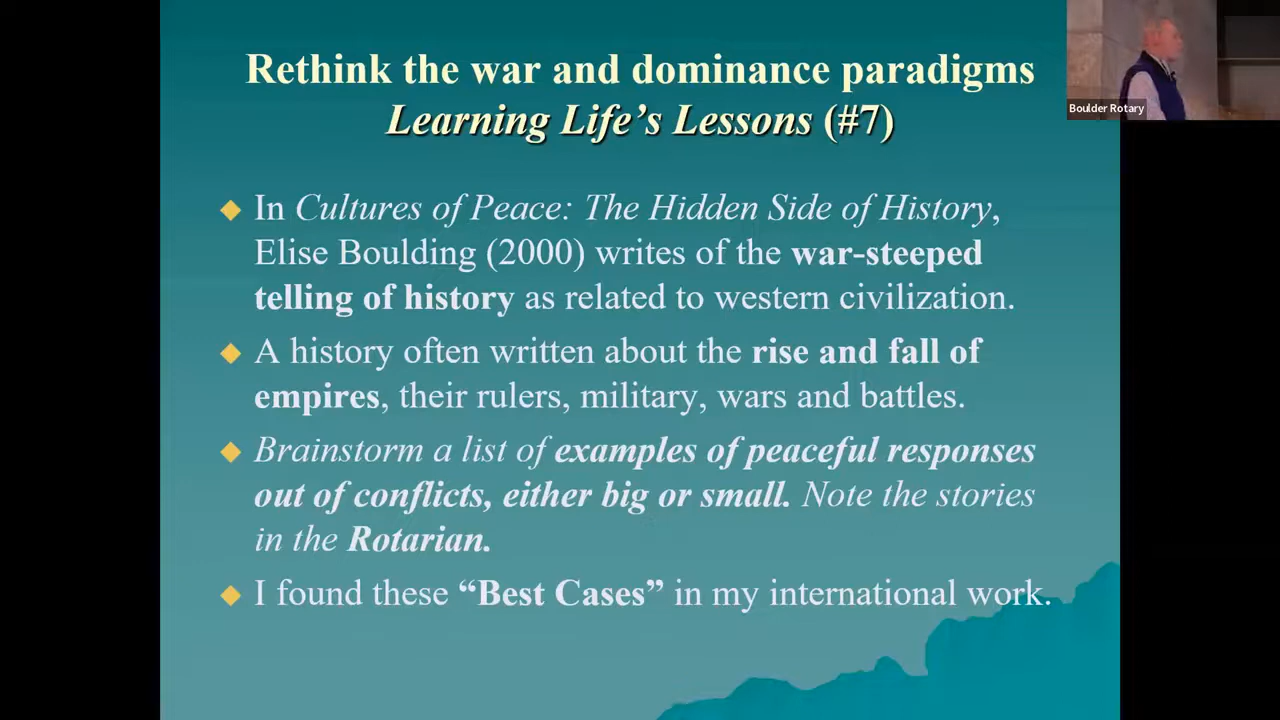 Rethink the war and dominance paradigms
Learning Life's Lessons (#7)
In Cultures of Peace: The Hidden Side of History,
Elise Boulding (2000) writes of the war-steeped
telling of history as related to western civilization.
A history often written about the rise and fall of
empires, their rulers, military, wars and battles.
Brainstorm a list of examples of peaceful responses
out of conflicts, either big or small. Note the stories
in the Rotarian.
I found these “Best Cases” in my international work.
Boulder Rotary